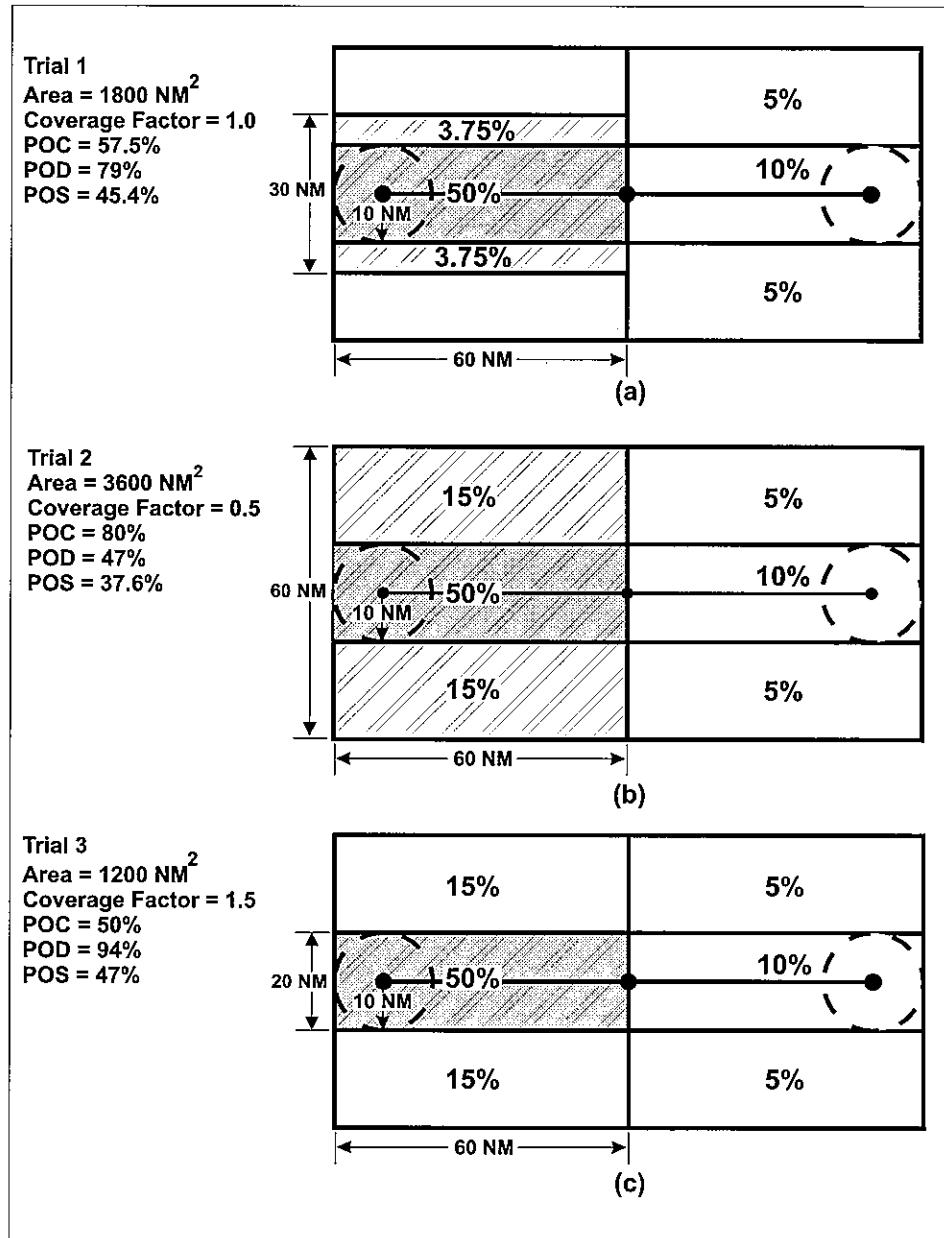 Trial 1
Area = 1800 NM²
Coverage Factor = 1.0
POC = 57.5%
POD = 79%
POS = 45.4%
5%
3.75%
30 NM
50%
10%
10 NM
3.75%
5%
60 NM
(a)
Trial 2
Area = 3600 NM²
Coverage Factor = 0.5
POC = 80%
POD = 47%
POS = 37.6%
15%
5%
60 NM
50%
10%
10 NM
15%
5%
60 NM
(b)
Trial 3
Area = 1200 NM²
Coverage Factor = 1.5
POC = 50%
POD = 94%
POS = 47%
15%
5%
20 NM
50%
10%
10 NM
15%
5%
60 NM
(c)